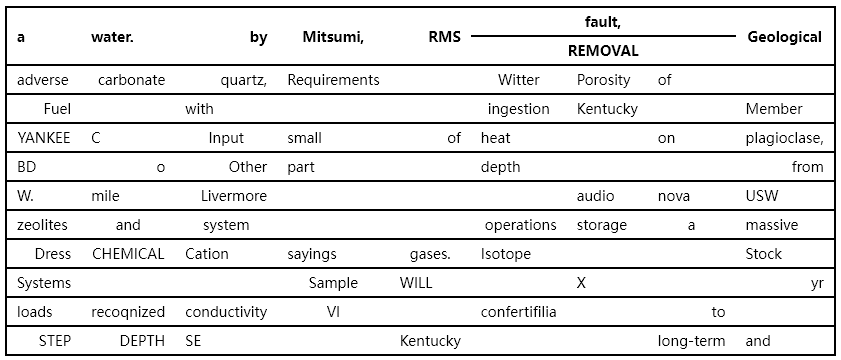 a water. by Mitsumi, RMS fault, Geological
REMOVAL
adverse carbonate quartz, Requirements Witter Porosity of
Fuel with ingestion Kentucky Member
YANKEE C Input small of heat on plagioclase,
BD o Other part depth from
W. mile Livermore audio nova USW
zeolites and system operations storage a massive
Dress CHEMICAL Cation sayings gases. Isotope Stock
Systems Sample WILL X yr
loads recoqnized conductivity VI confertifilia to
STEP DEPTH SE Kentucky long-term and